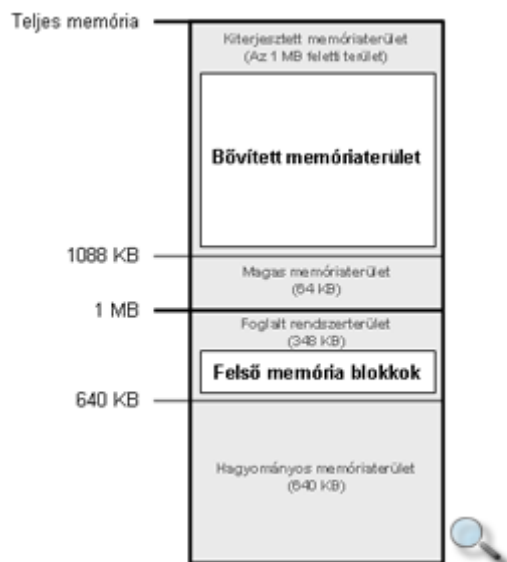 Teljes memória
Kiterjesztett memóriaterület
(Az 1 MB feletti terület)
Bővített memóriaterület
1088 KB
Magas memóriaterület
(64 KB)
1 MB
Foglalt rendszerterület
(348 KB)
Felső memória blokkok
640 KB
Hagyományos memóriaterület
(640 KB)